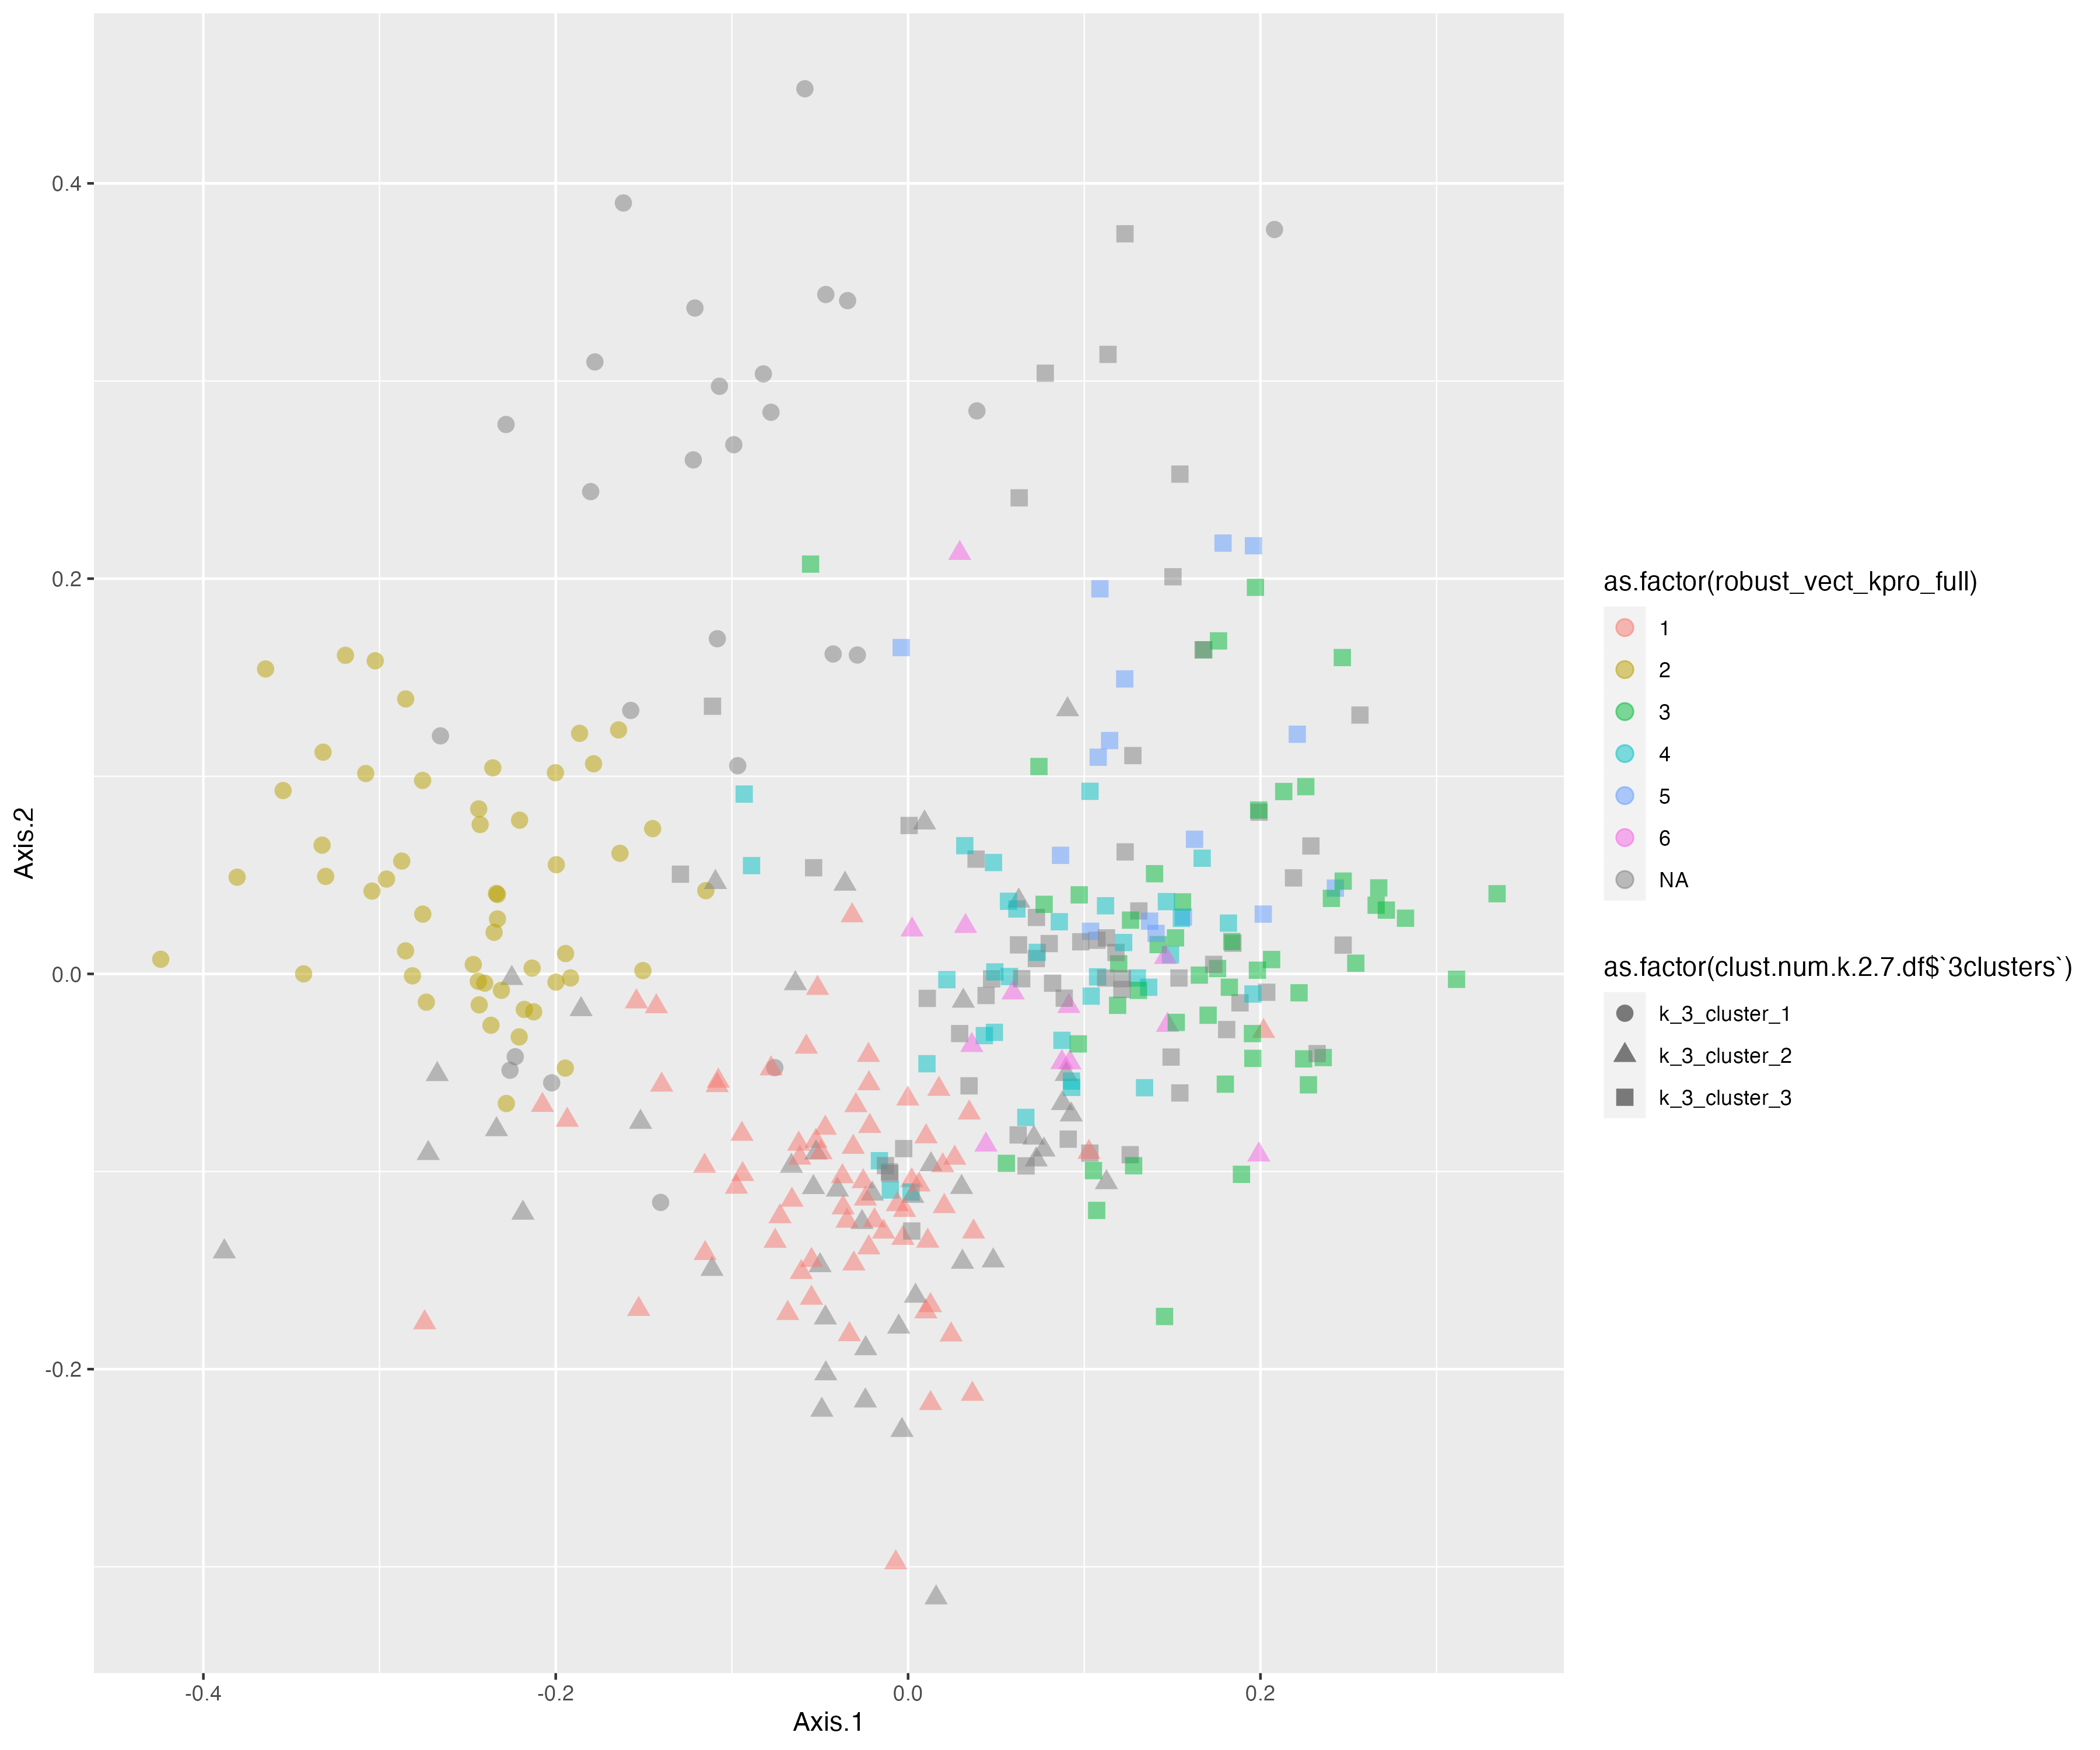 0.4
0.2
0.0
-0.2
-0.4
-0.2
0.0
0.2
Axis.1
Axis.2
as.factor(robust_vect_kpro_full)
1
2
3
4
5
6
NA
as.factor(clust.num.k.2.7.df$`3clusters`)
k_3_cluster_1
k_3_cluster_2
k_3_cluster_3